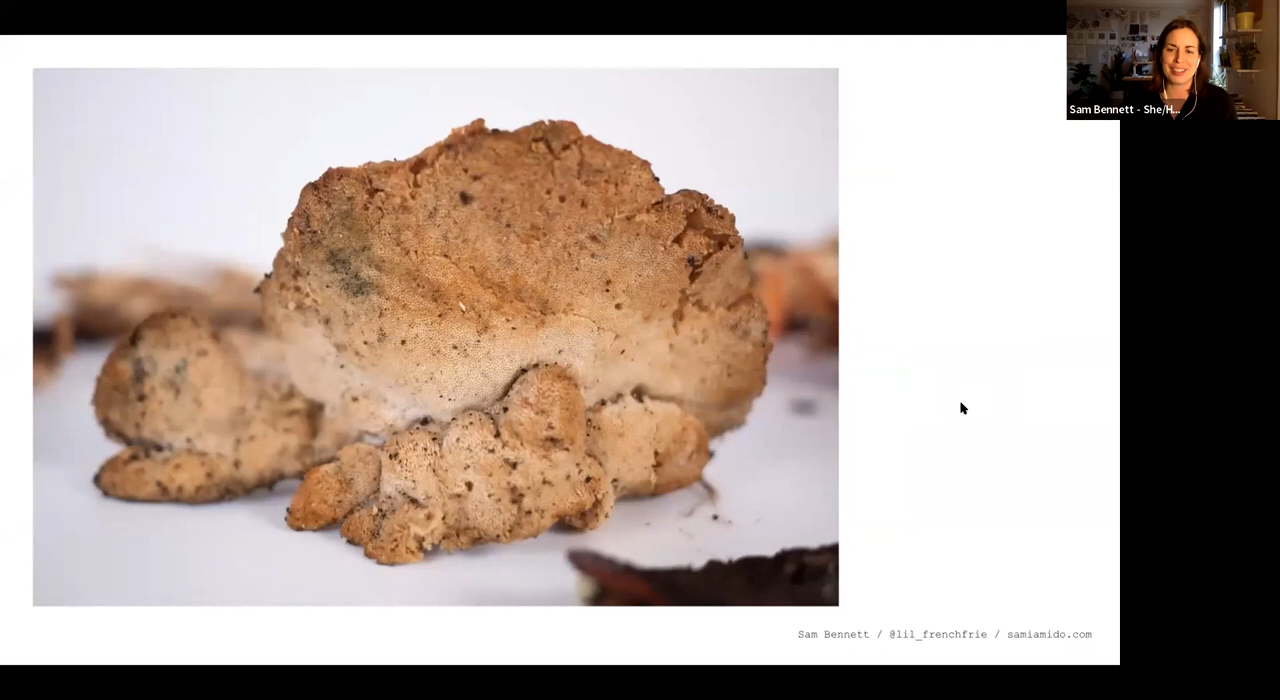 Sam Bennett - She/H...
Sam Bennett / @lil_frenchfrie / samiamido.com